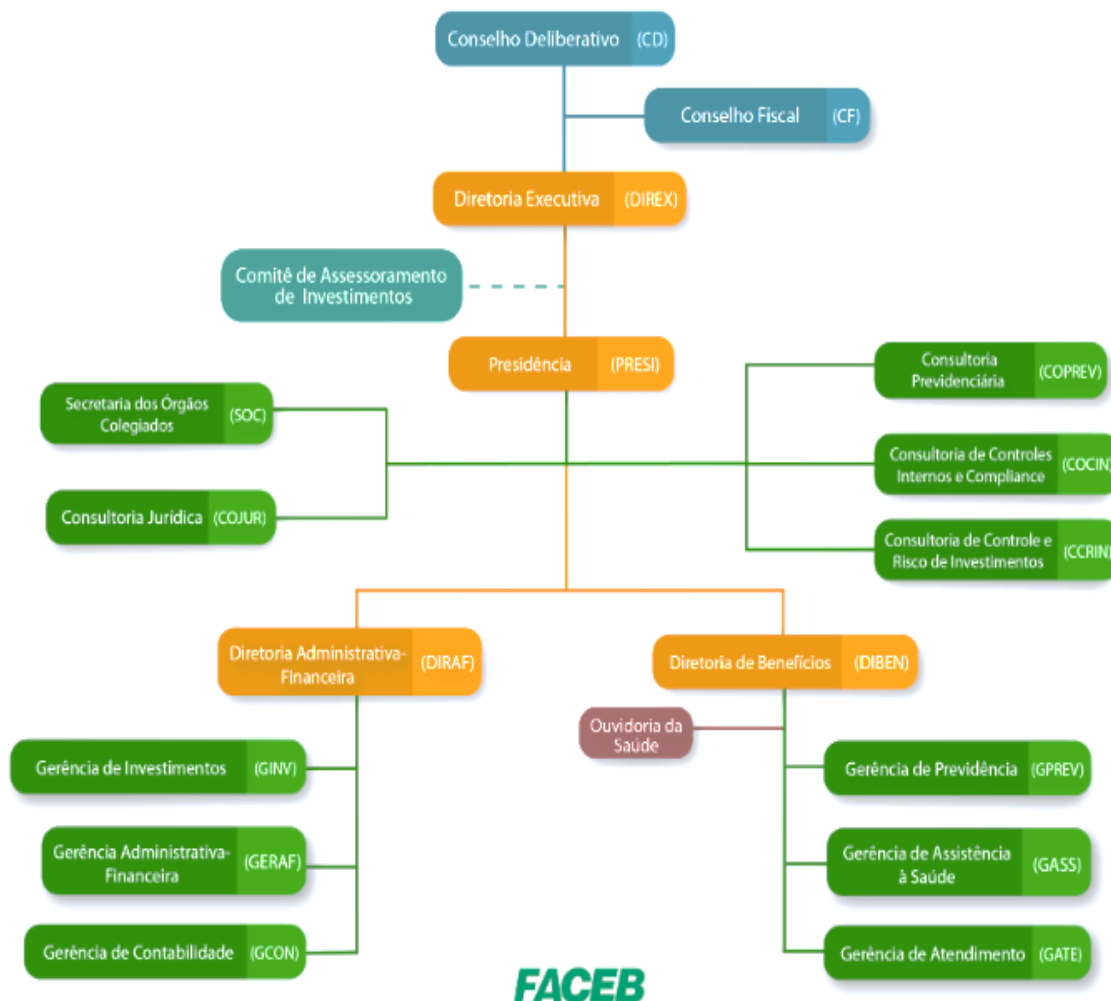 Conselho Deliberativo (CD)
Conselho Fiscal (CF)
Diretoria Executiva (DIREX)
Comitê de Assessoramento
de Investimentos
Presidência (PRESI)
Secretaria dos Órgãos
Colegiados (SOC)
Consultoria Jurídica (COJUR)
Consultoria
Previdenciária (COPREV)
Consultoria de Controles
Internos e Compliance (COCIN)
Consultoria de Controle e
Risco de Investimentos (CCRIN)
Diretoria Administrativa-
Financeira (DIRAF)
Diretoria de Benefícios (DIBEN)
Ouvidoria da
Saúde
Gerência de Investimentos (GINV)
Gerência Administrativa-
Financeira (GERAF)
Gerência de Contabilidade (GCON)
Gerência de Previdência (GPREV)
Gerência de Assistência
à Saúde (GASS)
Gerência de Atendimento (GATE)
FACEB